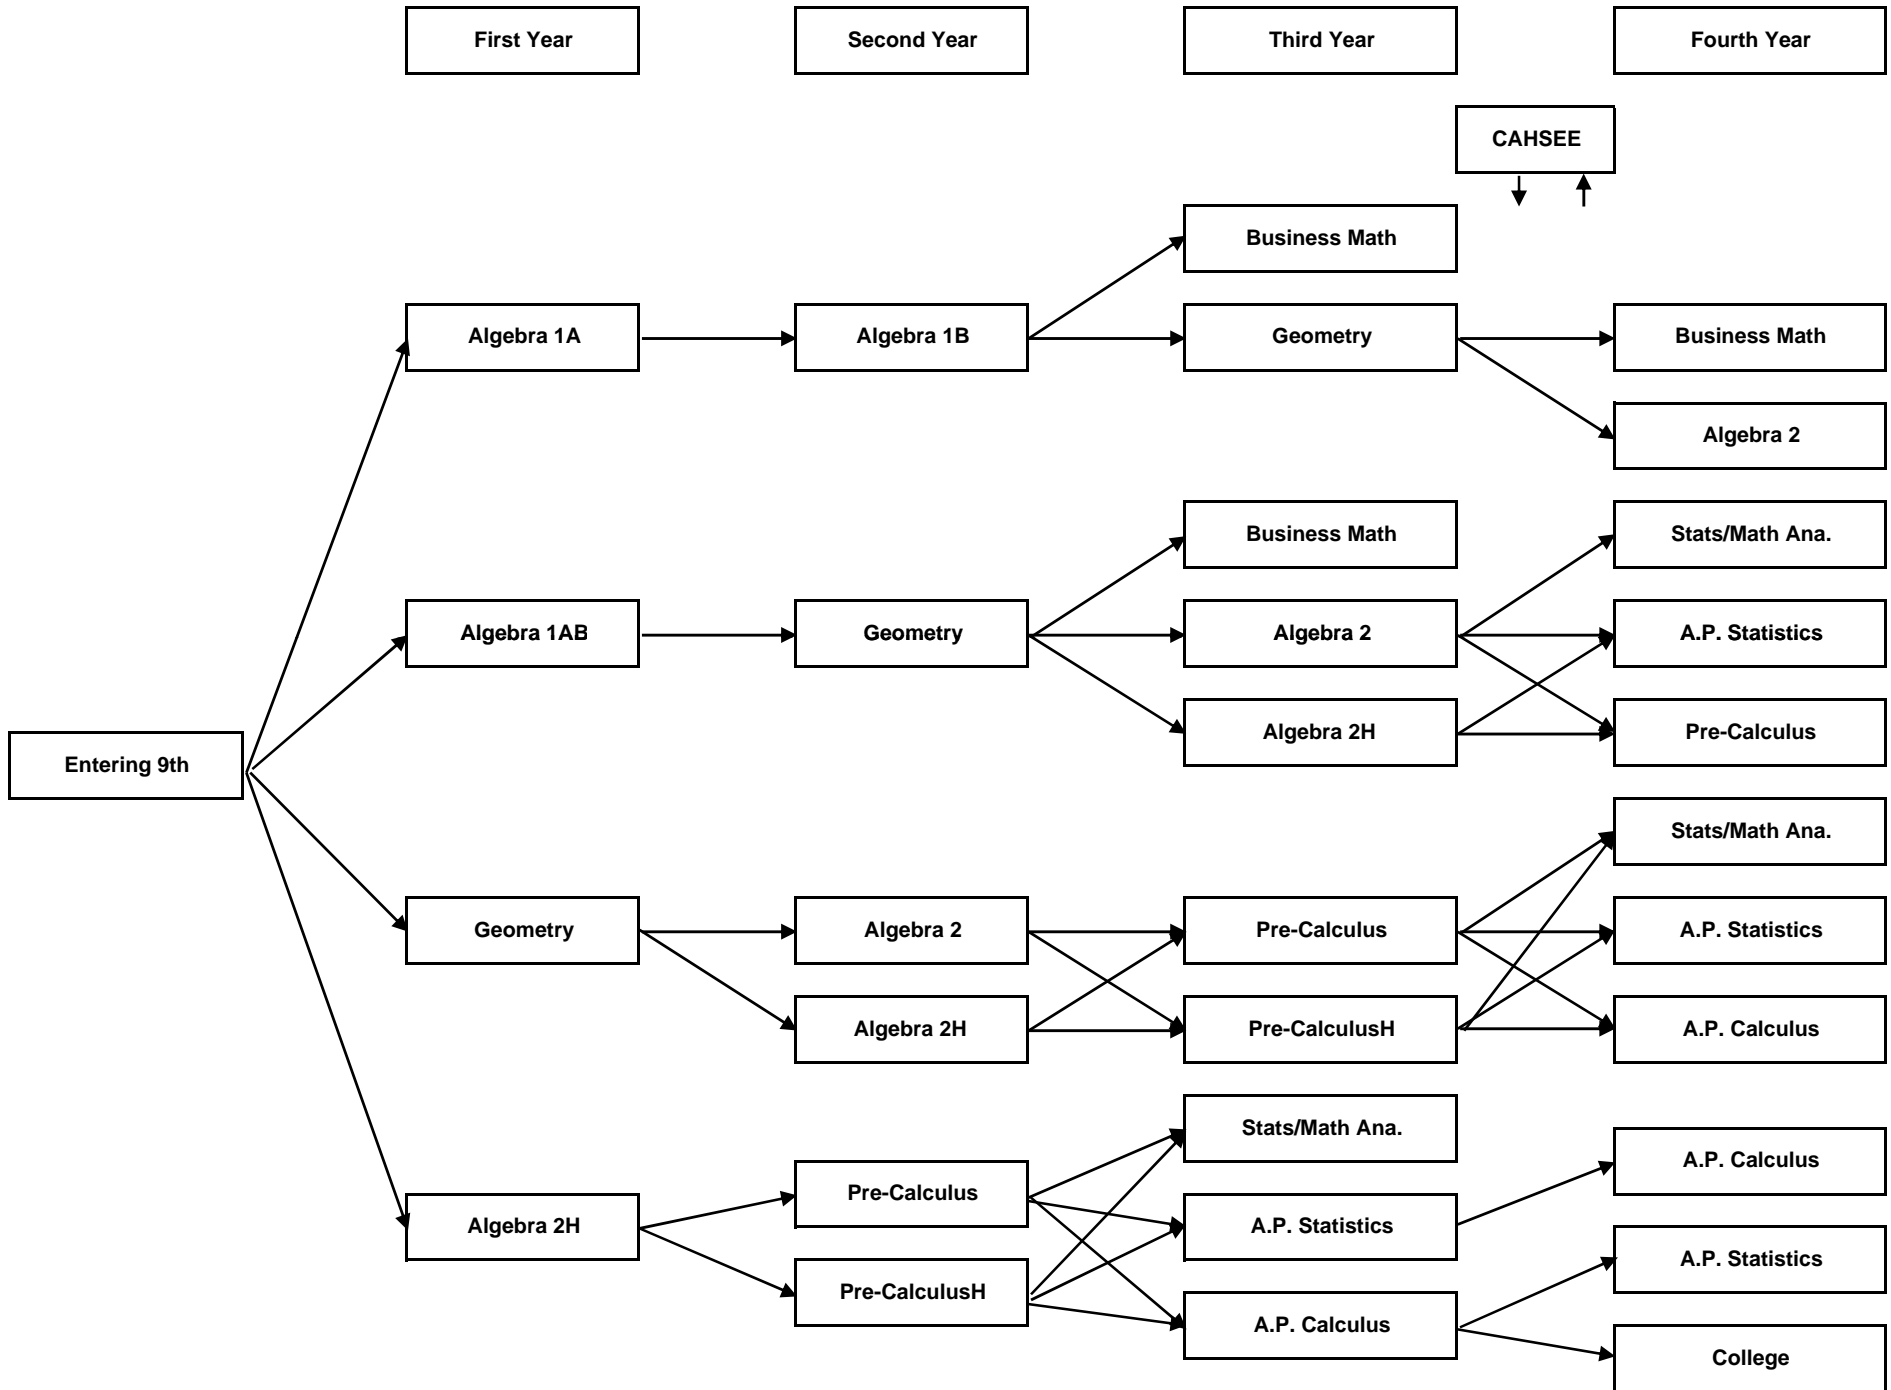 First Year
Second Year
Third Year
Fourth Year
CAHSEE
Business Math
Algebra 1A
Algebra 1B
Geometry
Business Math
Algebra 2
Business Math
Stats/Math Ana.
Algebra 1AB
Geometry
Algebra 2
A.P. Statistics
Algebra 2H
Pre-Calculus
Entering 9th
Stats/Math Ana.
Geometry
Algebra 2
Pre-Calculus
A.P. Statistics
Algebra 2H
Pre-CalculusH
A.P. Calculus
Stats/Math Ana.
A.P. Calculus
Pre-Calculus
Algebra 2H
A.P. Statistics
A.P. Statistics
Pre-CalculusH
A.P. Calculus
College